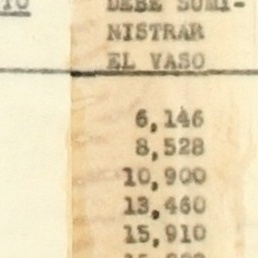 DEBE SUMI-
NISTRAR
EL VASO
6,146
8,528
10,900
13,460
15,910